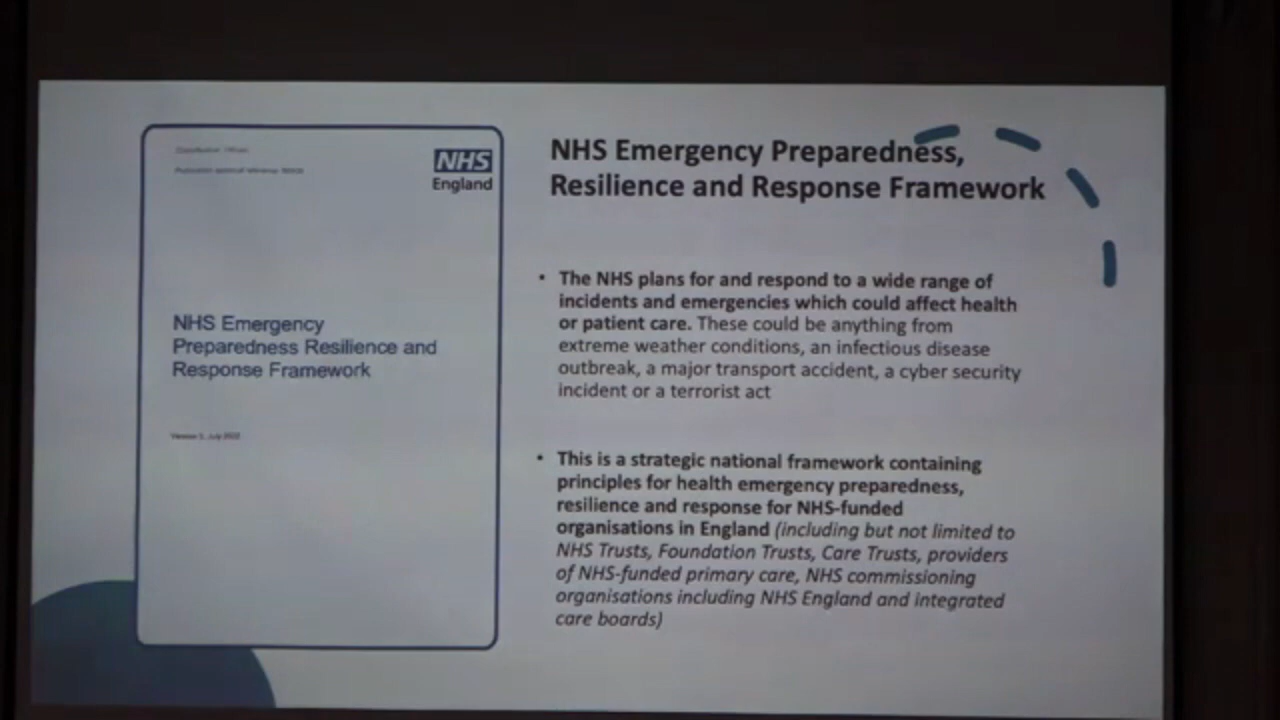 NHS
England
NHS Emergency
Preparedness Resilience and
Response Framework
NHS Emergency Preparedness,
Resilience and Response Framework
• The NHS plans for and respond to a wide range of
incidents and emergencies which could affect health
or patient care. These could be anything from
extreme weather conditions, an infectious disease
outbreak, a major transport accident, a cyber security
incident or a terrorist act
• This is a strategic national framework containing
principles for health emergency preparedness,
resilience and response for NHS-funded
organisations in England (including but not limited to
NHS Trusts, Foundation Trusts, Care Trusts, providers
of NHS-funded primary care, NHS commissioning
organisations including NHS England and integrated
care boards)